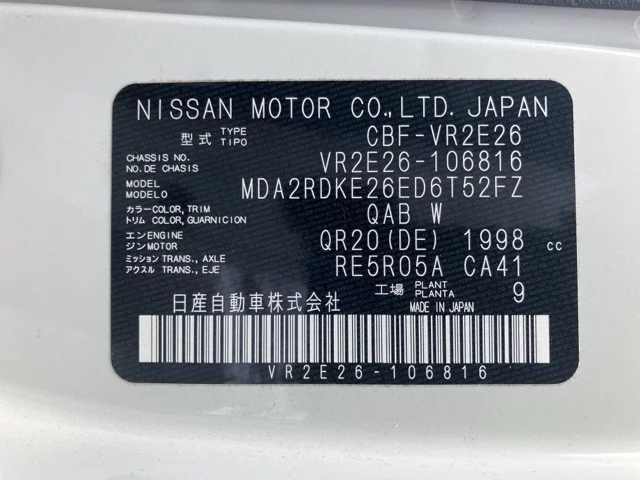 NISSAN MOTOR CO.,LTD. JAPAN
型式 TYPE TIPO CBF-VR2E26
CHASSIS NO. NO.DE CHASIS VR2E26-106816
MODEL MODELO MDA2RDKE26ED6T52FZ
カラー COLOR, TRIM トリム COLOR, GUARNICION QAB W
エンENGINE ジンMOTOR QR20(DE) 1998 cc
ミッション TRANS., AXLE アクスル TRANS., EJE RE5R05A CA41
工場 PLANT PLANTA 9
日産自動車株式会社 MADE IN JAPAN
VR2E26-106816